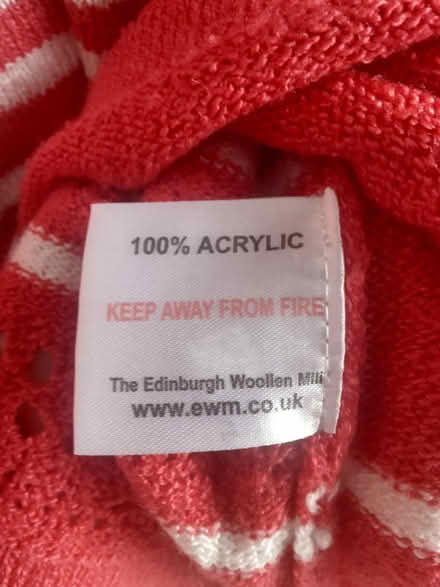 100% ACRYLIC
KEEP AWAY FROM FIRE
The Edinburgh Woollen Mill
www.ewm.co.uk